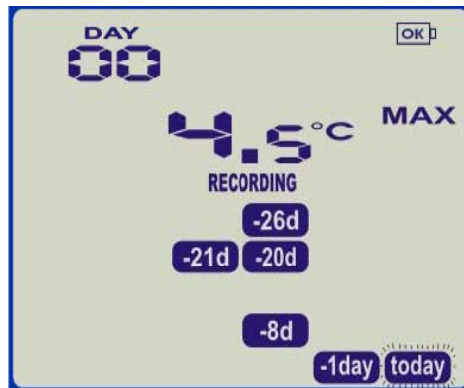 DAY
OK
00
MAX
4.5°C
RECORDING
-26d
-21d -20d
-8d
-1day today